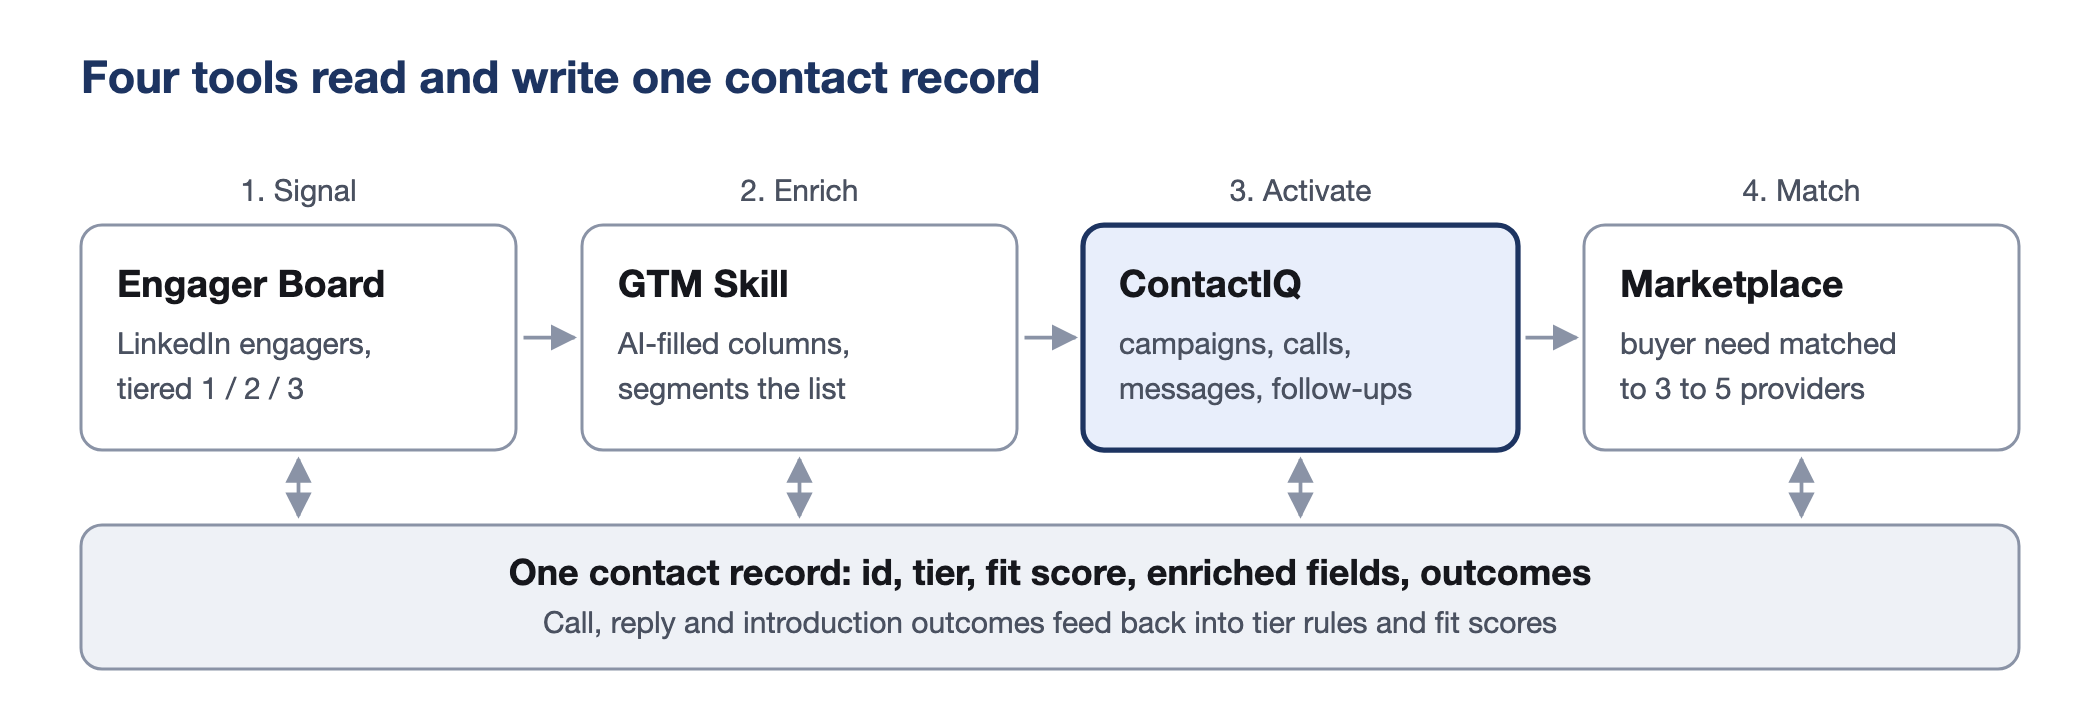 Four tools read and write one contact record
1. Signal
2. Enrich
3. Activate
4. Match
Engager Board
LinkedIn engagers,
tiered 1 / 2 / 3
GTM Skill
AI-filled columns,
segments the list
ContactIQ
campaigns, calls,
messages, follow-ups
Marketplace
buyer need matched
to 3 to 5 providers
One contact record: id, tier, fit score, enriched fields, outcomes
Call, reply and introduction outcomes feed back into tier rules and fit scores